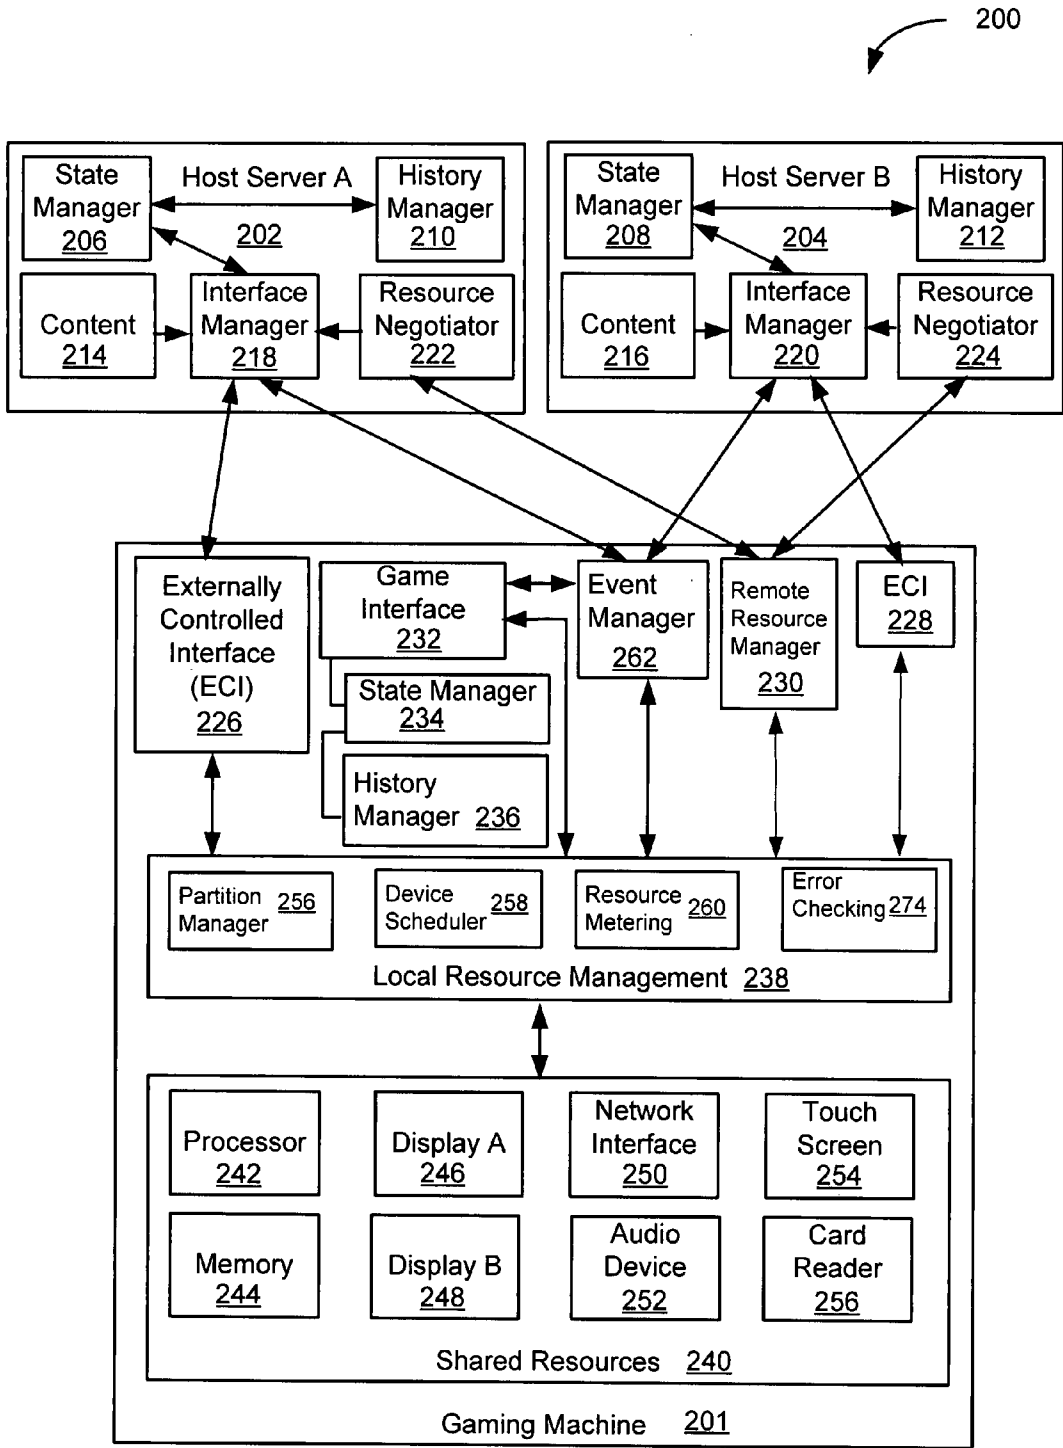 200
State
Manager
206
Host Server A
202
History
Manager
210
Content
214
Interface
Manager
218
Resource
Negotiator
222
State
Manager
208
Host Server B
204
History
Manager
212
Content
216
Interface
Manager
220
Resource
Negotiator
224
Externally
Controlled
Interface
(ECI)
226
Game
Interface
232
State Manager
234
History
Manager 236
Event
Manager
262
Remote
Resource
Manager
230
ECI
228
Partition
Manager 256
Device
Scheduler 258
Resource
Metering 260
Error
Checking 274
Local Resource Management 238
Processor
242
Display A
246
Network
Interface
250
Touch
Screen
254
Memory
244
Display B
248
Audio
Device
252
Card
Reader
256
Shared Resources 240
Gaming Machine 201